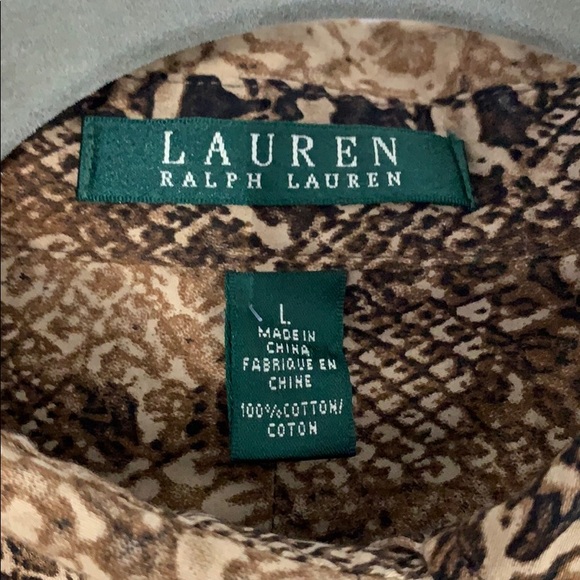 LAUREN
RALPH LAUREN
L
MADE IN
CHINA
FABRIQUE EN
CHINE
100% COTTON/
COTON